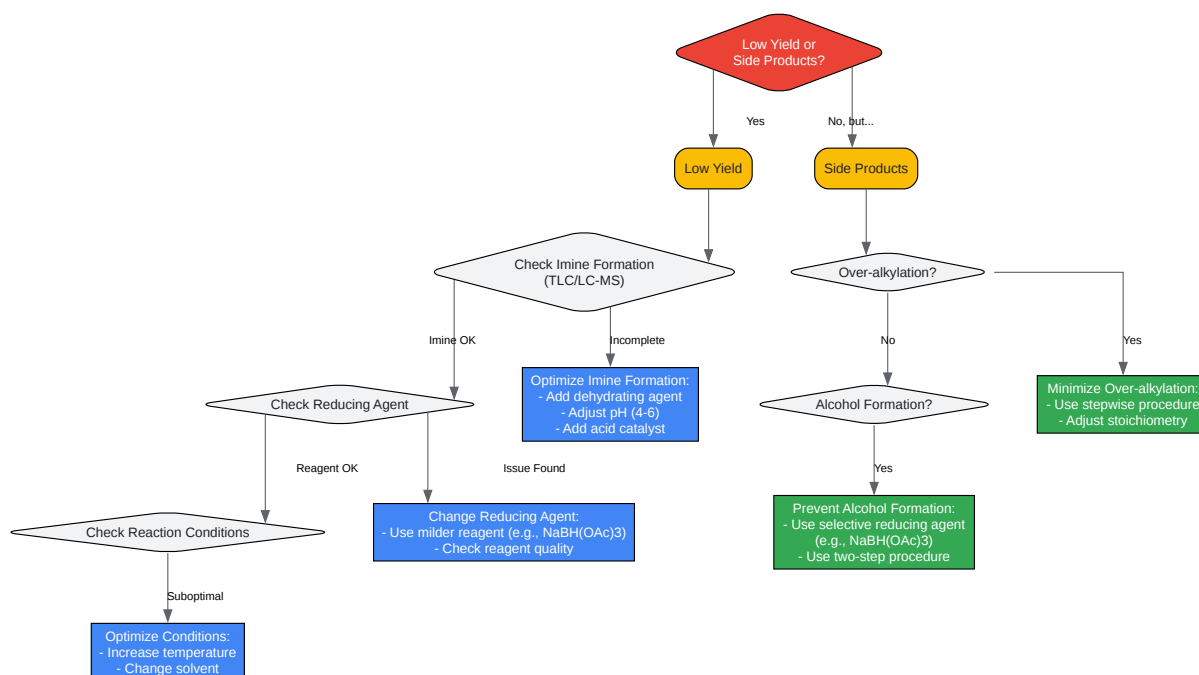 Low Yield or
Side Products?
Yes
No, but...
Low Yield
Side Products
Check Imine Formation
(TLC/LC-MS)
Over-alkylation?
Imine OK
Incomplete
No
Yes
Optimize Imine Formation:
- Add dehydrating agent
- Adjust pH (4-6)
- Add acid catalyst
Minimize Over-alkylation:
- Use stepwise procedure
- Adjust stoichiometry
Check Reducing Agent
Alcohol Formation?
Reagent OK
Issue Found
Yes
Change Reducing Agent:
- Use milder reagent (e.g., NaBH(OAc)3)
- Check reagent quality
Prevent Alcohol Formation:
- Use selective reducing agent
(e.g., NaBH(OAc)3)
- Use two-step procedure
Check Reaction Conditions
Suboptimal
Optimize Conditions:
- Increase temperature
- Change solvent